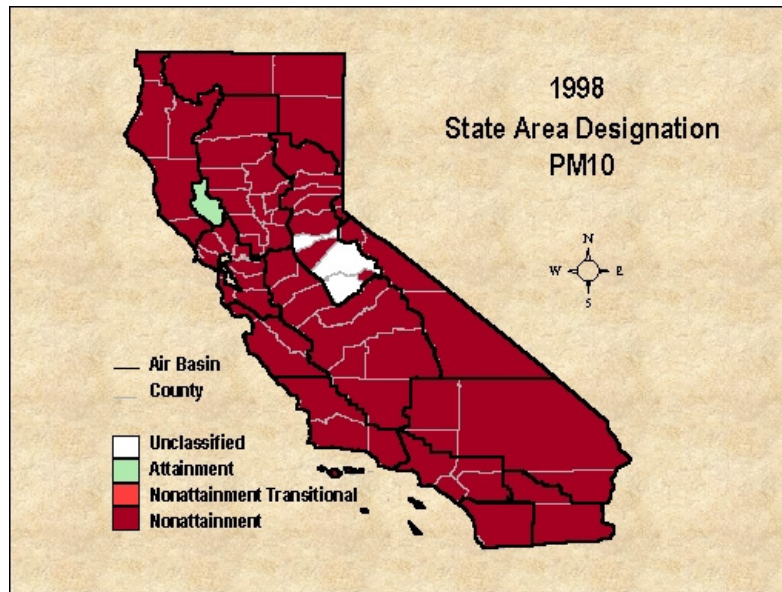 1998
State Area Designation
PM10
N
W E
S
Air Basin
County
Unclassified
Attainment
Nonattainment Transitional
Nonattainment